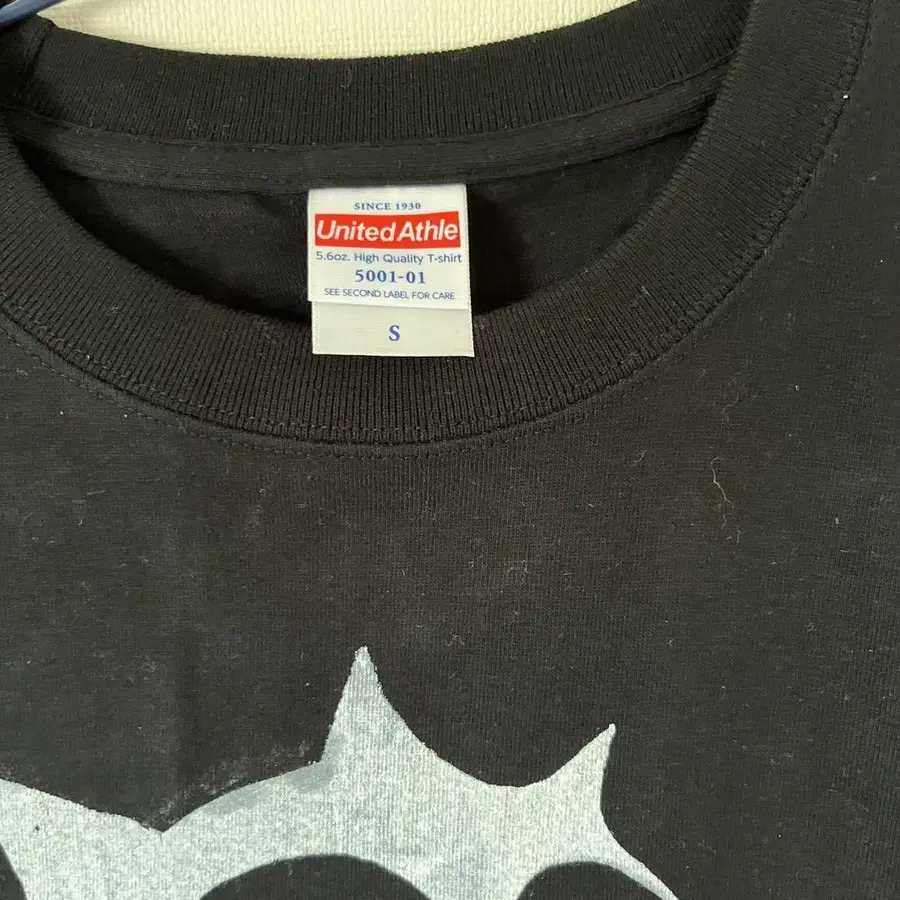 SINCE 1930
United Athle
5.6oz. High Quality T-shirt
5001-01
SEE SECOND LABEL FOR CARE
S